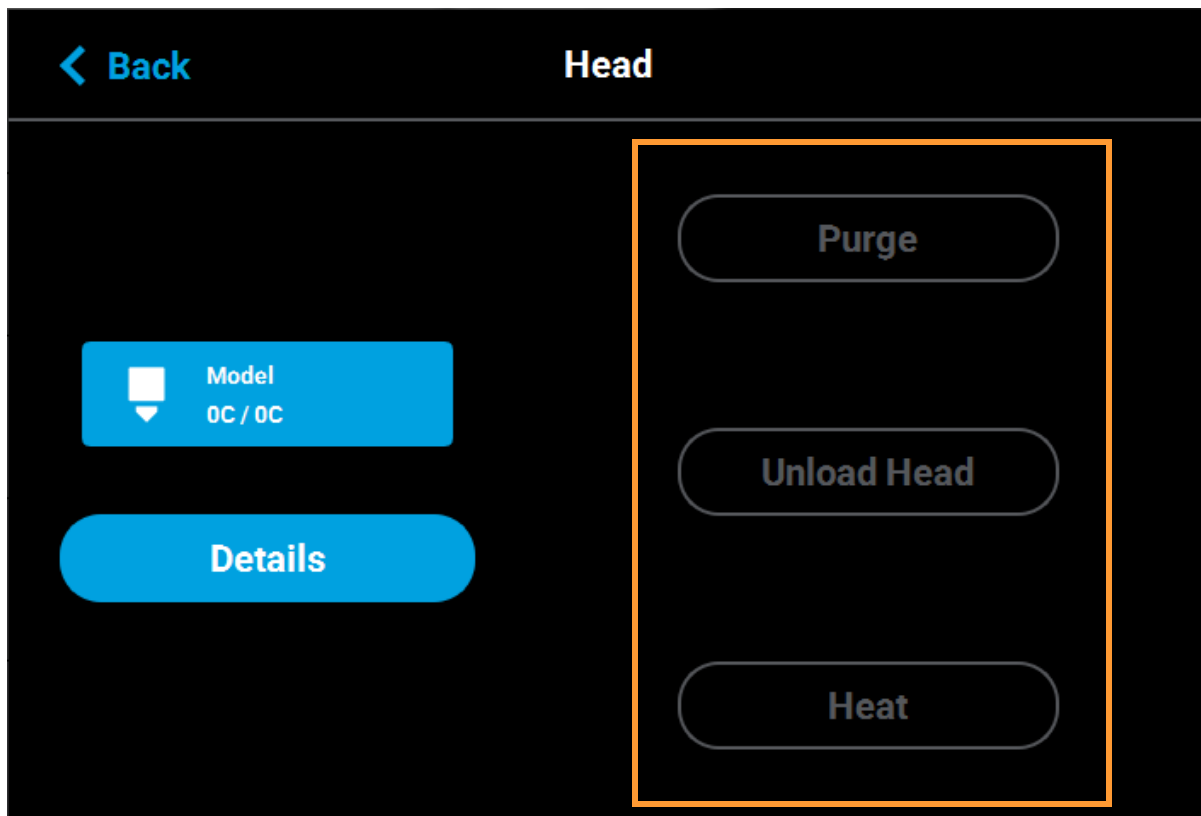 Back
Head
Purge
Model
0C / 0C
Unload Head
Details
Heat